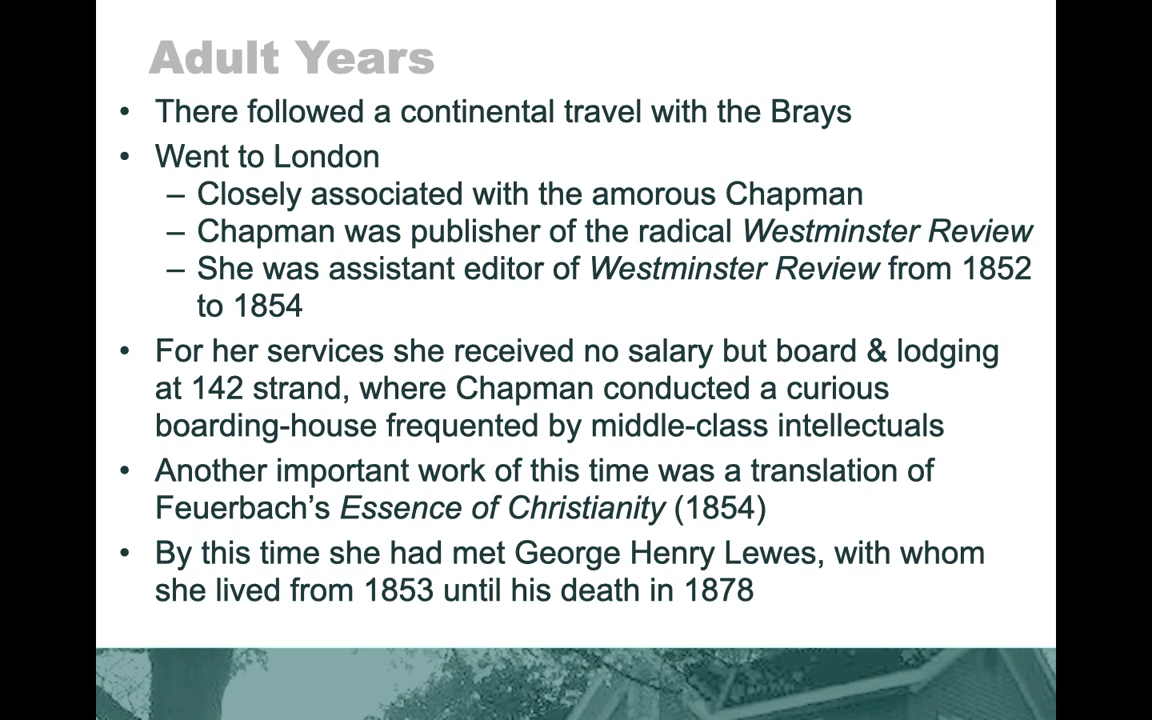 Adult Years
• There followed a continental travel with the Brays
• Went to London
– Closely associated with the amorous Chapman
– Chapman was publisher of the radical Westminster Review
– She was assistant editor of Westminster Review from 1852
to 1854
• For her services she received no salary but board & lodging
at 142 strand, where Chapman conducted a curious
boarding-house frequented by middle-class intellectuals
• Another important work of this time was a translation of
Feuerbach’s Essence of Christianity (1854)
• By this time she had met George Henry Lewes, with whom
she lived from 1853 until his death in 1878